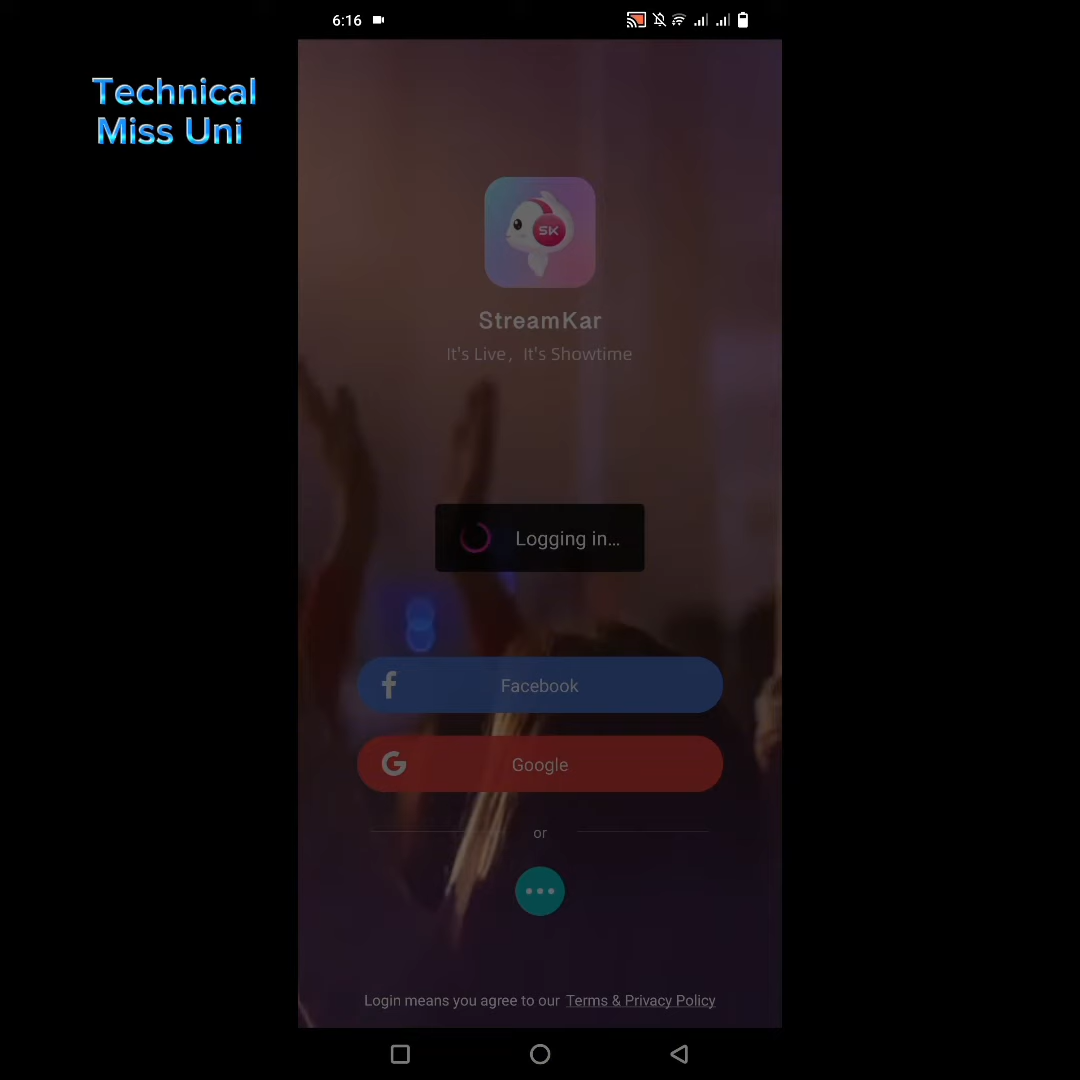 6:16
Technical
Miss Uni
SK
StreamKar
It's Live, It's Showtime
Logging in...
Facebook
Google
or
Login means you agree to our Terms & Privacy Policy